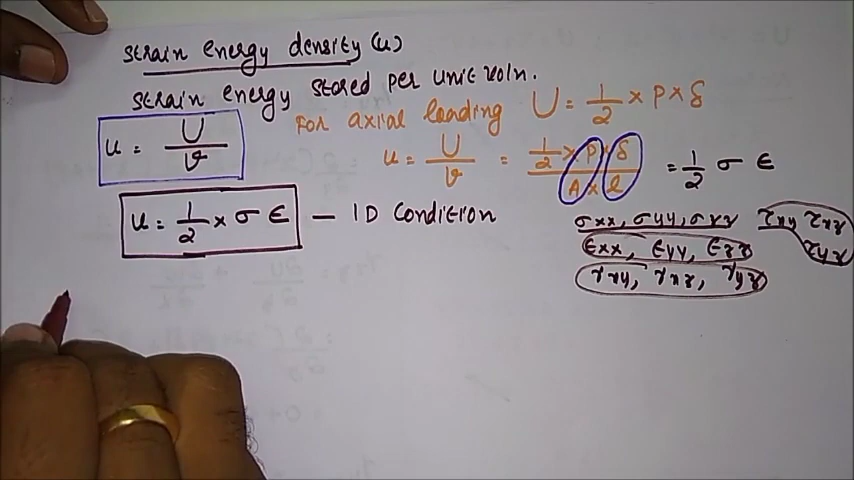 strain energy density (u)
strain energy stored per unit voln.
For axial loading U = 1/2 × P × δ
u = U/v
u = U/v = (1/2 × P × δ)/(A × l) = 1/2 σ ϵ
u = 1/2 × σ ϵ — 1D Condition
σxx, σyy, σzz τxy τxz
τyz
ϵxx, ϵyy, ϵzz
γxy, γxz, γyz